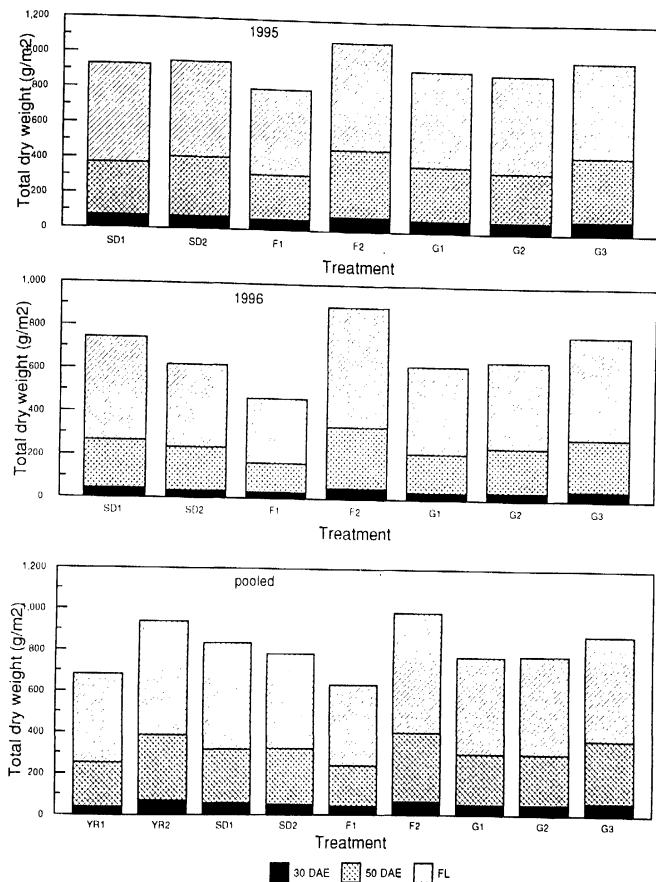 1995
Total dry weight (g/m2)
1,200
1,000
800
600
400
200
0
SD1 SD2 F1 F2 G1 G2 G3
Treatment
1996
Total dry weight (g/m2)
1,000
800
600
400
200
0
SD1 SD2 F1 F2 G1 G2 G3
Treatment
pooled
Total dry weight (g/m2)
1,200
1,000
800
600
400
200
0
YR1 YR2 SD1 SD2 F1 F2 G1 G2 G3
Treatment
30 DAE 50 DAE FL